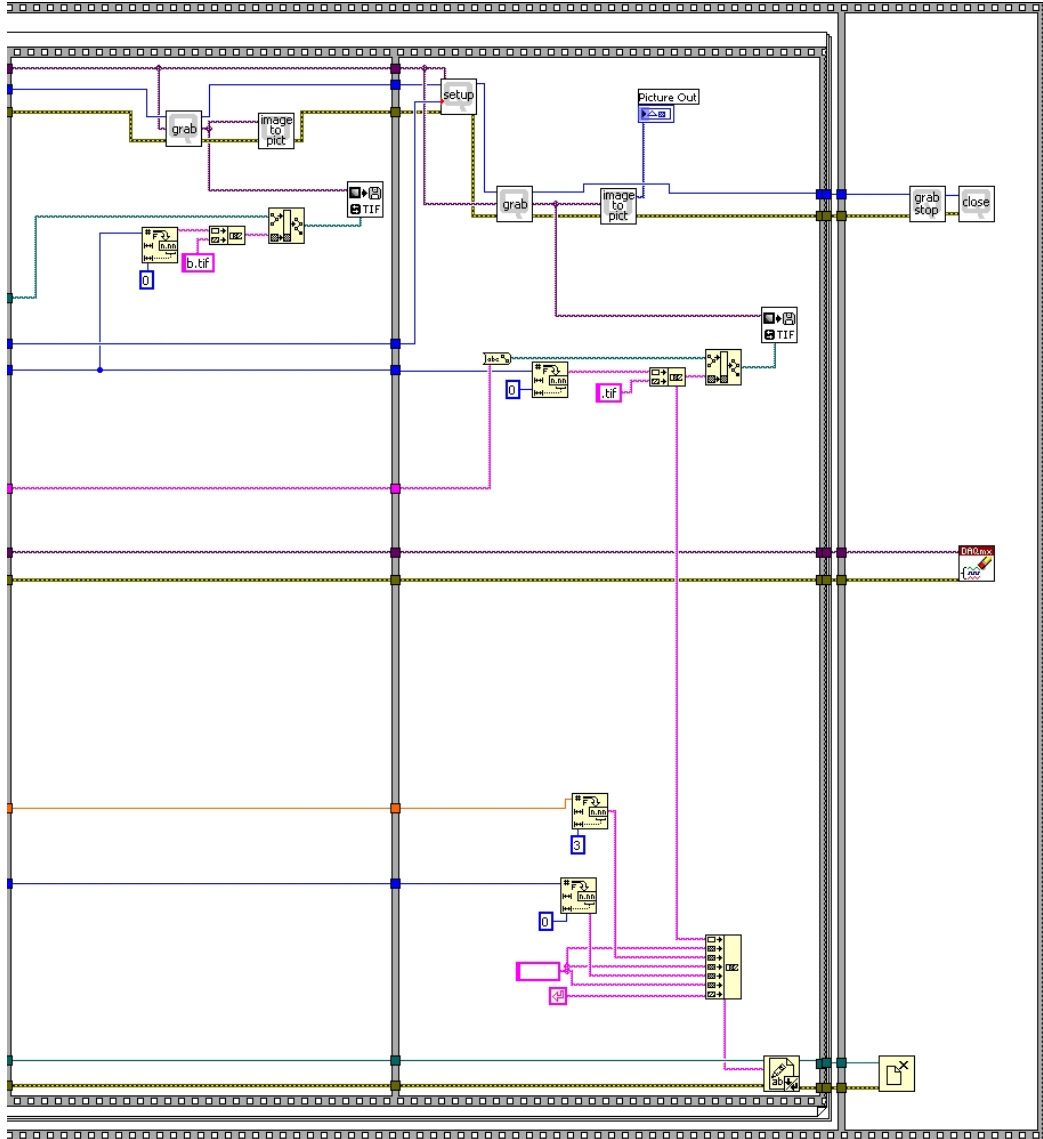 Picture Out
setup
grab
image
to
pict
grab
image
to
pict
grab
stop
close
TIF
b.tif
0
TIF
0
.tif
DAQmx
3
0
ab